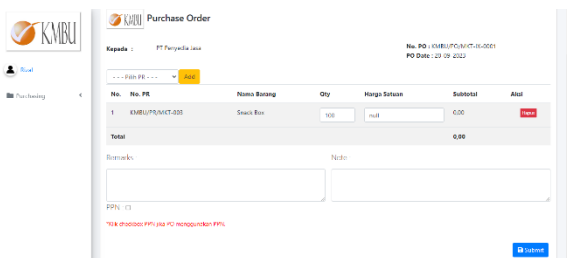 KMBU
KMBU Purchase Order
Kepada : PT Penyedia Jasa
No. PO : KMBU/PO/MKT-IX-0001
PO Date : 29-09-2023
Rizal
- - - Pilih PR - - - Add
Purchasing
No. No. PR Nama Barang Qty Harga Satuan Subtotal Aksi
1 KMBU/PR/MKT-003 Snack Box 100 null 0,00 Hapus
Total 0,00
Remarks Note
PPN
*Klik checkbox PPN jika PO menggunakan PPN.
Submit